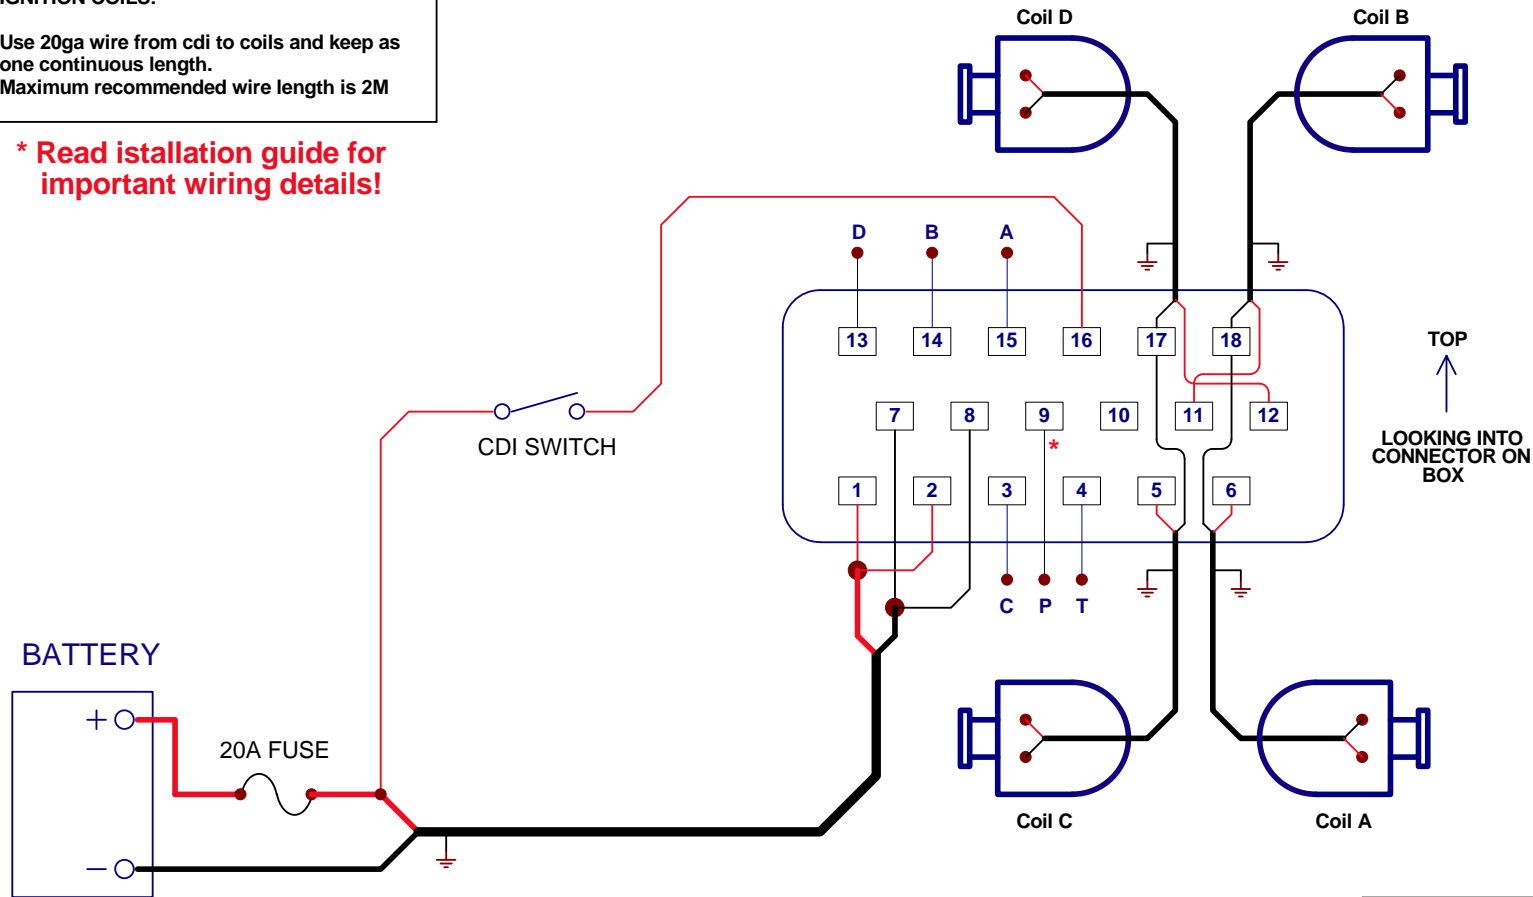 IGNITION COILS:
Use 20ga wire from cdi to coils and keep as
one continuous length.
Maximum recommended wire length is 2M
* Read istallation guide for
important wiring details!
Coil D
Coil B
D B A
13 14 15 16 17 18
TOP
7 8 9 10 11 12
*
CDI SWITCH
LOOKING INTO
CONNECTOR ON
BOX
1 2 3 4 5 6
C P T
BATTERY
+
20A FUSE
−
Coil C
Coil A